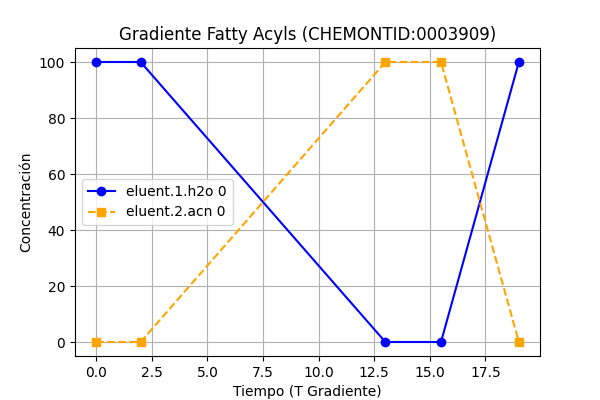 Gradiente Fatty Acyls (CHEMONTID:0003909)
Concentración
100
80
60
40
20
0
eluent.1.h2o 0
eluent.2.acn 0
0.0 2.5 5.0 7.5 10.0 12.5 15.0 17.5
Tiempo (T Gradiente)